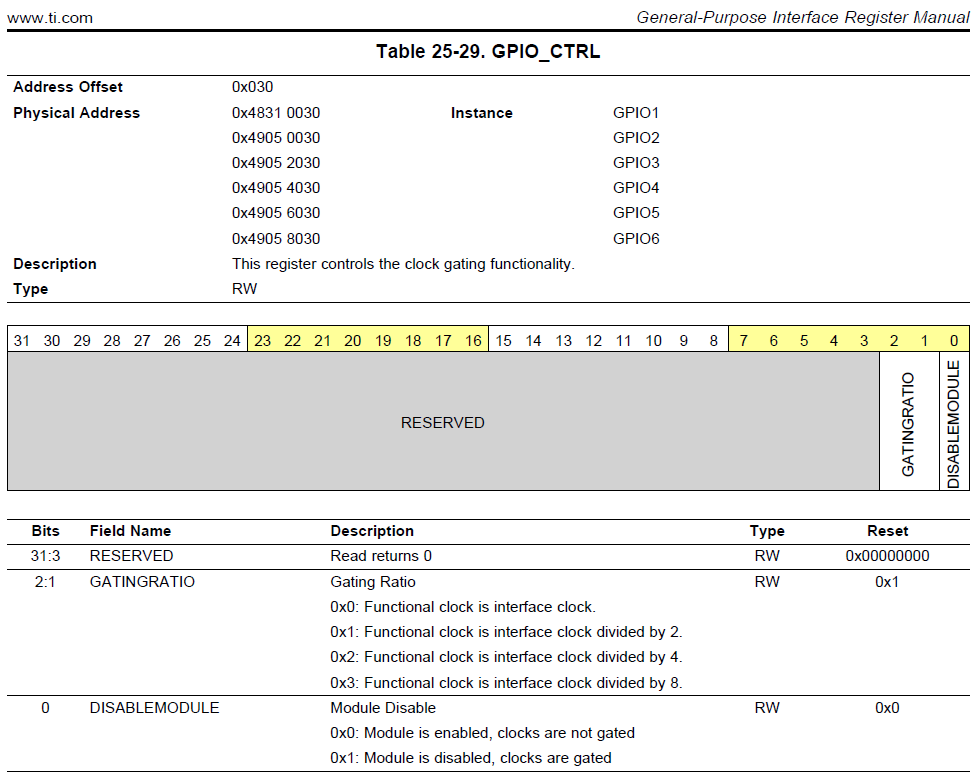 www.ti.com General-Purpose Interface Register Manual
Table 25-29. GPIO_CTRL
Address Offset 0x030
Physical Address 0x4831 0030 Instance GPIO1
0x4905 0030 GPIO2
0x4905 2030 GPIO3
0x4905 4030 GPIO4
0x4905 6030 GPIO5
0x4905 8030 GPIO6
Description This register controls the clock gating functionality.
Type RW
31 30 29 28 27 26 25 24 23 22 21 20 19 18 17 16 15 14 13 12 11 10 9 8 7 6 5 4 3 2 1 0
RESERVED GATINGRATIO DISABLEMODULE
Bits Field Name Description Type Reset
31:3 RESERVED Read returns 0 RW 0x00000000
2:1 GATINGRATIO Gating Ratio RW 0x1
0x0: Functional clock is interface clock.
0x1: Functional clock is interface clock divided by 2.
0x2: Functional clock is interface clock divided by 4.
0x3: Functional clock is interface clock divided by 8.
0 DISABLEMODULE Module Disable RW 0x0
0x0: Module is enabled, clocks are not gated
0x1: Module is disabled, clocks are gated